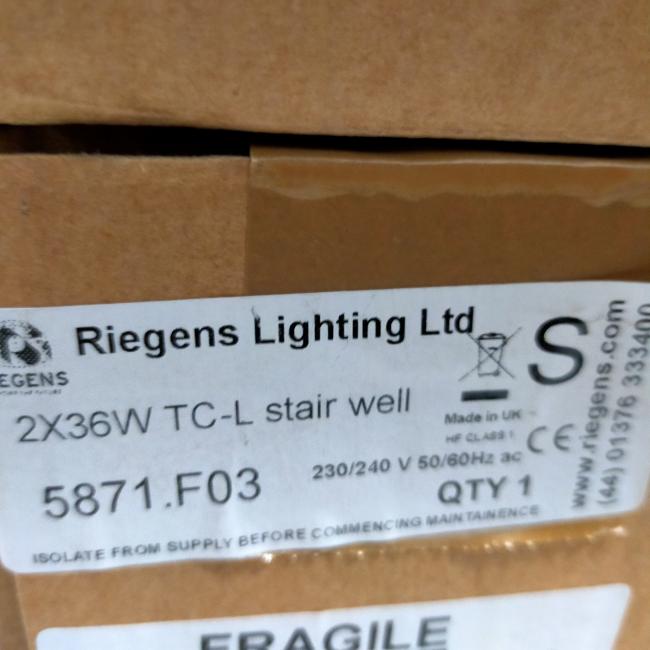 Riegens Lighting Ltd
EGENS
S
2X36W TC-L stair well
Made in UK
HF CLASS 1
CE
5871.F03
230/240 V 50/60Hz ac
QTY 1
ISOLATE FROM SUPPLY BEFORE COMMENCING MAINTAINENCE
www.riegens.com
(44) 01376 333400
FRAGILE